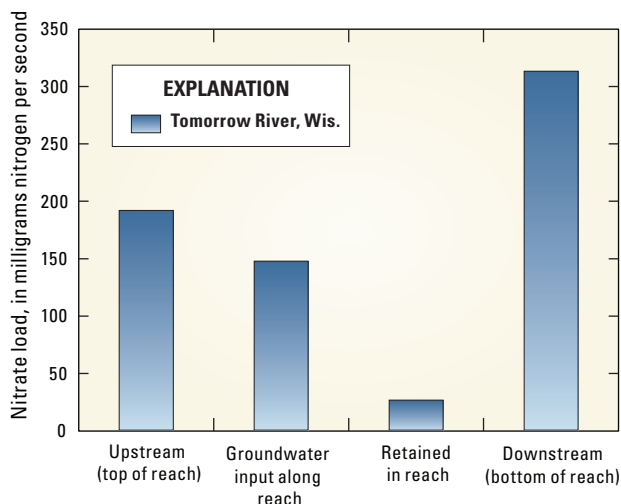 Nitrate load, in milligrams nitrogen per second
350
300
250
200
150
100
50
0
EXPLANATION
Tomorrow River, Wis.
Upstream
(top of reach)
Groundwater
input along
reach
Retained
in reach
Downstream
(bottom of reach)